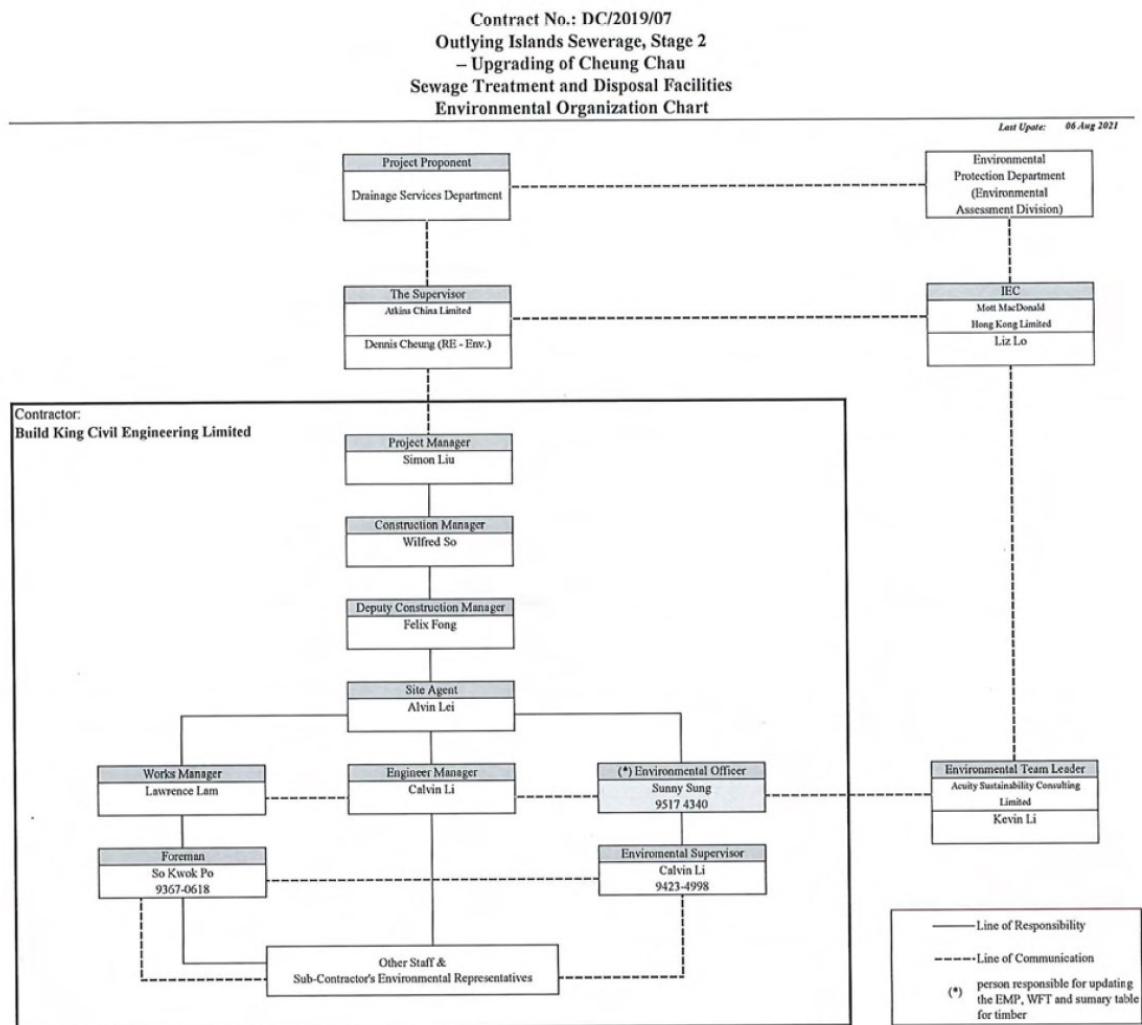 Contract No.: DC/2019/07
Outlying Islands Sewerage, Stage 2
– Upgrading of Cheung Chau
Sewage Treatment and Disposal Facilities
Environmental Organization Chart
Last Upate: 06 Aug 2021
Project Proponent
Drainage Services Department
Environmental
Protection Department
(Environmental
Assessment Division)
The Supervisor
Atkins China Limited
Dennis Cheung (RE - Env.)
IEC
Mott MacDonald
Hong Kong Limited
Liz Lo
Contractor:
Build King Civil Engineering Limited
Project Manager
Simon Liu
Construction Manager
Wilfred So
Deputy Construction Manager
Felix Fong
Site Agent
Alvin Lei
Works Manager
Lawrence Lam
Engineer Manager
Calvin Li
(*) Environmental Officer
Sunny Sung
9517 4340
Environmental Team Leader
Acuity Sustainability Consulting
Limited
Kevin Li
Foreman
So Kwok Po
9367-0618
Enviromental Supervisor
Calvin Li
9423-4998
Other Staff &
Sub-Contractor's Environmental Representatives
Line of Responsibility
Line of Communication
(*) person responsible for updating
the EMP, WFT and sumary table
for timber